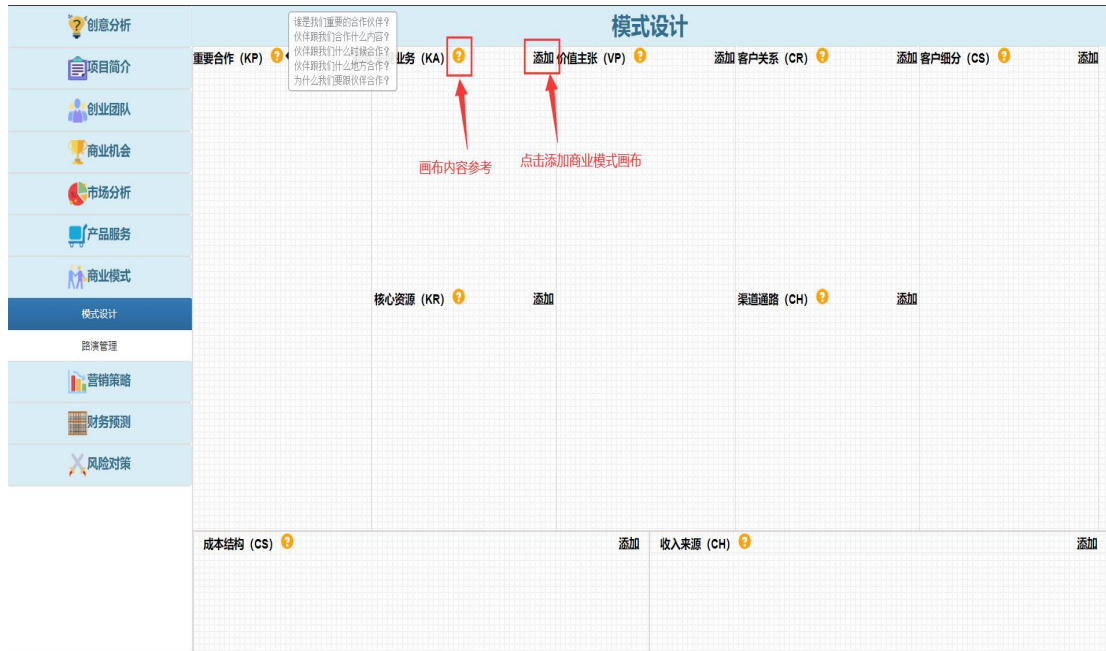 模式设计
创意分析
项目简介
创业团队
商业机会
市场分析
产品服务
商业模式
模式设计
路演管理
营销策略
财务预测
风险对策
重要合作（KP）
谁是我们重要的合作伙伴？
伙伴跟我们合作什么内容？
伙伴跟我们什么时候合作？
伙伴跟我们什么地方合作？
为什么我们要跟伙伴合作？
业务（KA） 添加
价值主张（VP） 添加
客户关系（CR） 添加
客户细分（CS） 添加
画布内容参考
点击添加商业模式画布
核心资源（KR） 添加
渠道通路（CH） 添加
成本结构（CS） 添加
收入来源（CH） 添加